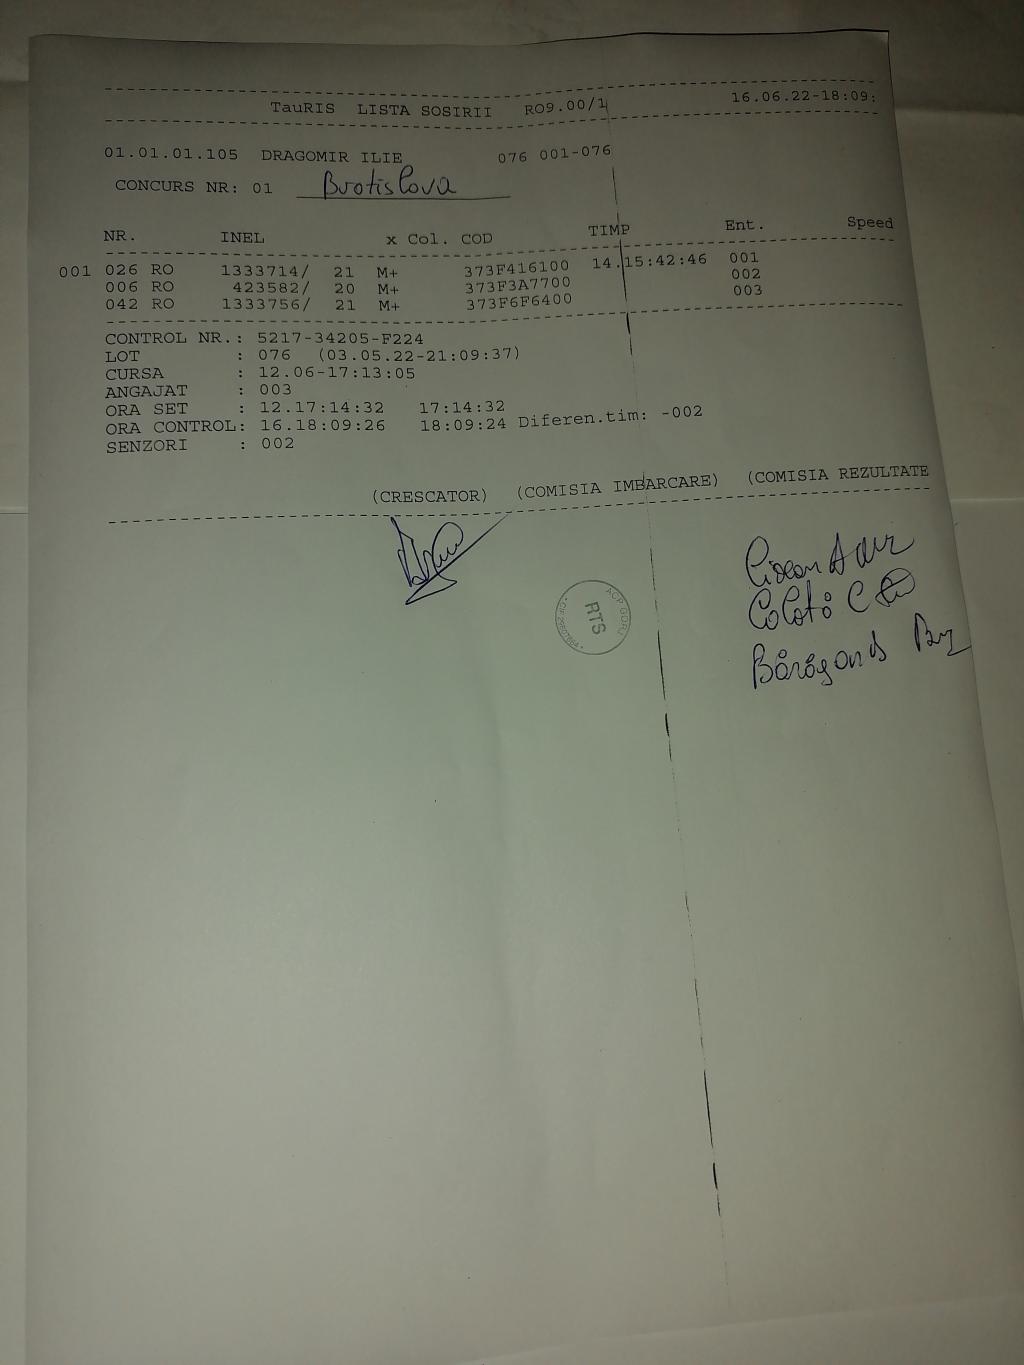 TauRIS LISTA SOSIRII RO9.00/1 16.06.22-18:09:
01.01.01.105 DRAGOMIR ILIE 076 001-076
CONCURS NR: 01 Bratislava
NR. INEL x Col. COD TIMP Ent. Speed
001 026 RO 1333714/ 21 M+ 373F416100 14.15:42:46 001
006 RO 423582/ 20 M+ 373F3A7700 002
042 RO 1333756/ 21 M+ 373F6F6400 003
CONTROL NR.: 5217-34205-F224
LOT : 076 (03.05.22-21:09:37)
CURSA : 12.06-17:13:05
ANGAJAT : 003
ORA SET : 12.17:14:32 17:14:32
ORA CONTROL: 16.18:09:26 18:09:24 Diferen.tim: -002
SENZORI : 002
(CRESCATOR) (COMISIA IMBARCARE) (COMISIA REZULTATE
ACP GORJ
RTS